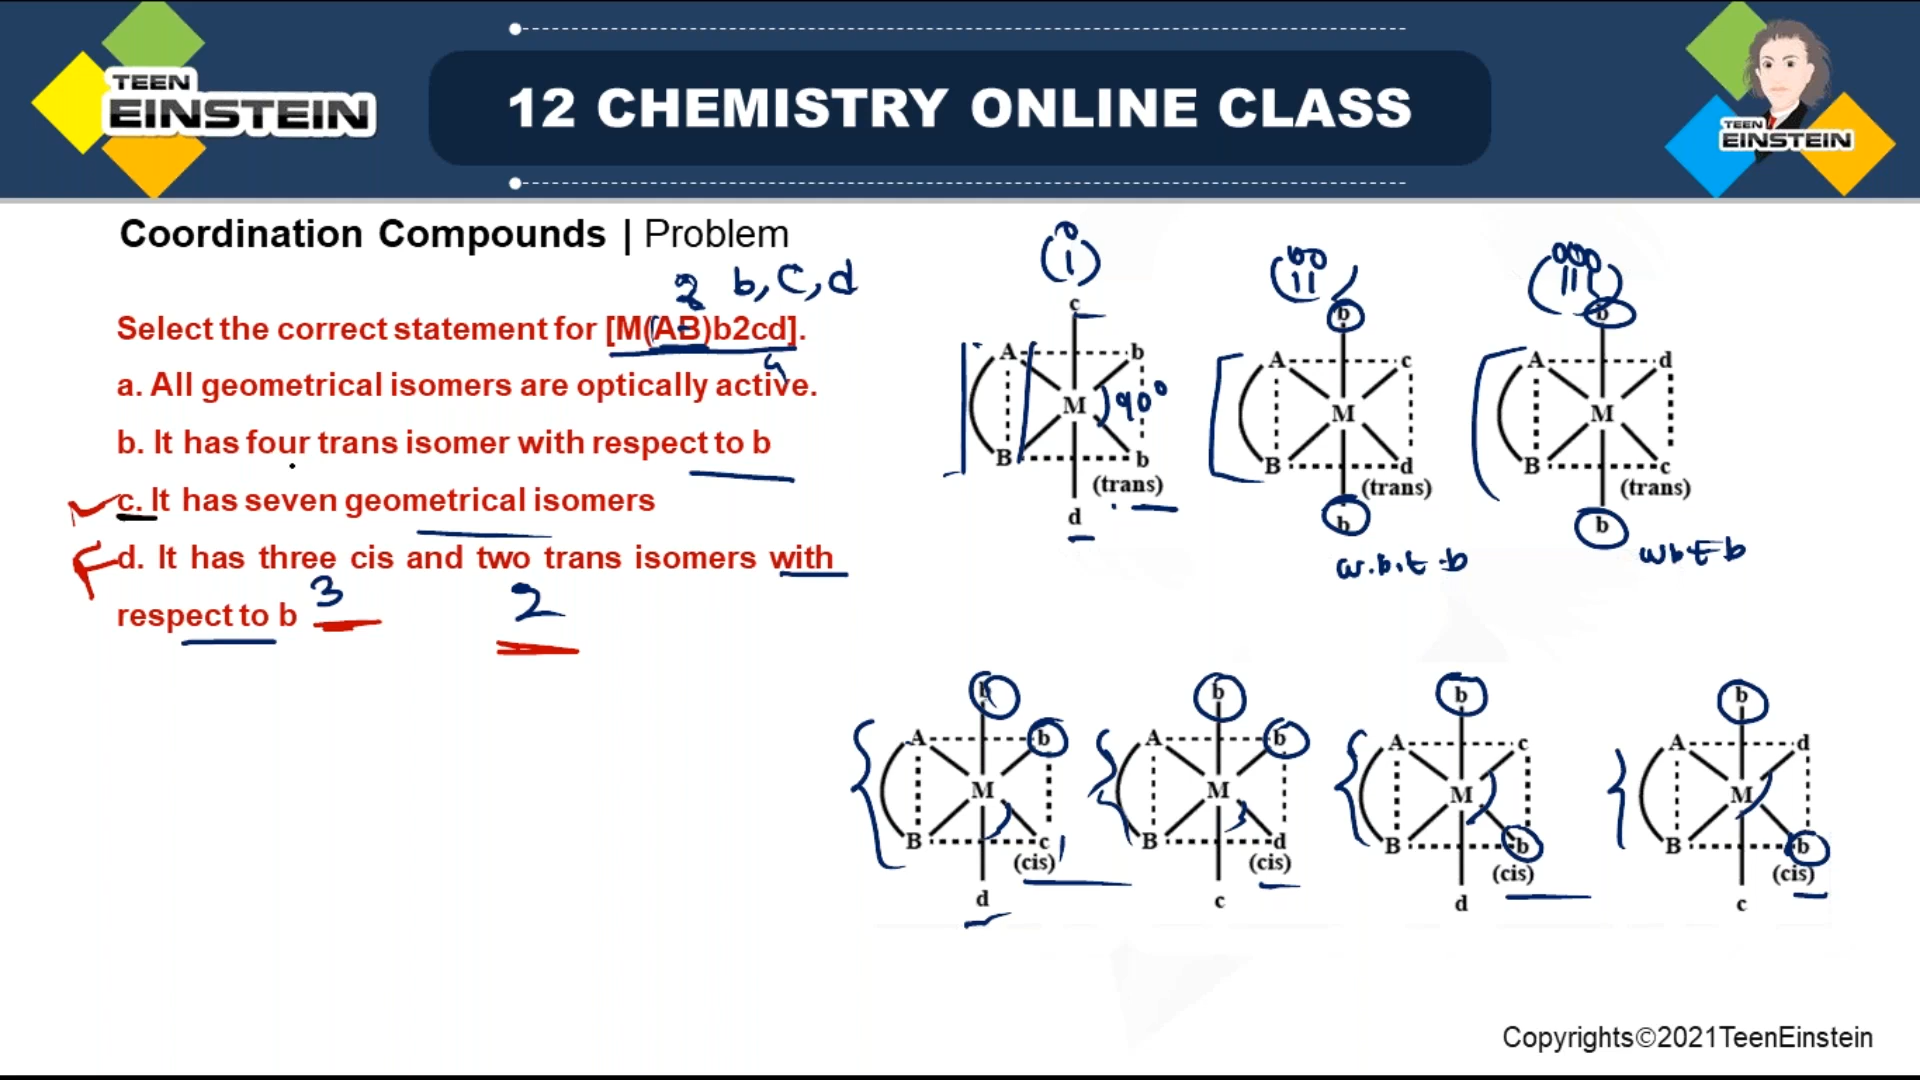 TEEN
EINSTEIN
12 CHEMISTRY ONLINE CLASS
TEEN
EINSTEIN
Coordination Compounds | Problem
2 b, C, d
Select the correct statement for [M(AB)b2cd].
a. All geometrical isomers are optically active.
b. It has four trans isomer with respect to b
c. It has seven geometrical isomers
d. It has three cis and two trans isomers with
respect to b 3 2
c
A b
M 90°
B b
(trans)
d
b
A c
M
B d
(trans)
b
w.r.t b
b
A d
M
B c
(trans)
b
b
b
A b
M
B c
(cis)
d
b
A b
M
B d
(cis)
c
b
A c
M
B b
(cis)
d
b
A d
M
B b
(cis)
c
Copyrights©2021TeenEinstein